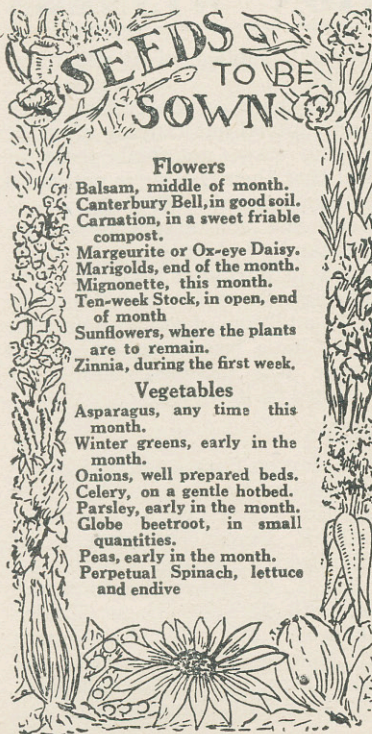 SEEDS
TO BE
SOWN
Flowers
Balsam, middle of month.
Canterbury Bell, in good soil.
Carnation, in a sweet friable
compost.
Margeurite or Ox-eye Daisy.
Marigolds, end of the month.
Mignonette, this month.
Ten-week Stock, in open, end
of month
Sunflowers, where the plants
are to remain.
Zinnia, during the first week.
Vegetables
Asparagus, any time this
month.
Winter greens, early in the
month.
Onions, well prepared beds.
Celery, on a gentle hotbed.
Parsley, early in the month.
Globe beetroot, in small
quantities.
Peas, early in the month.
Perpetual Spinach, lettuce
and endive